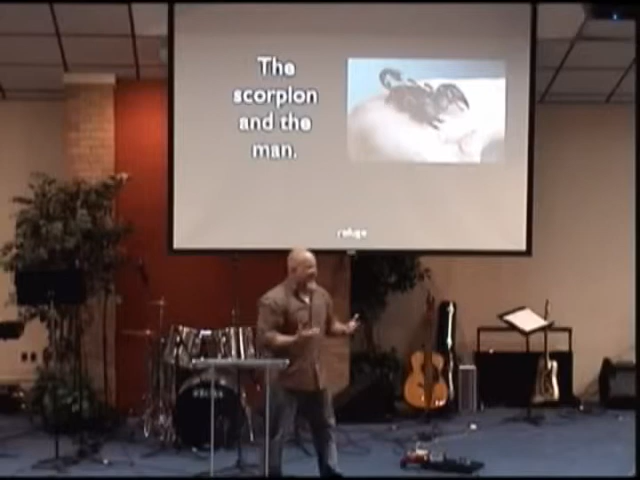 The
scorpion
and the
man.
refuge